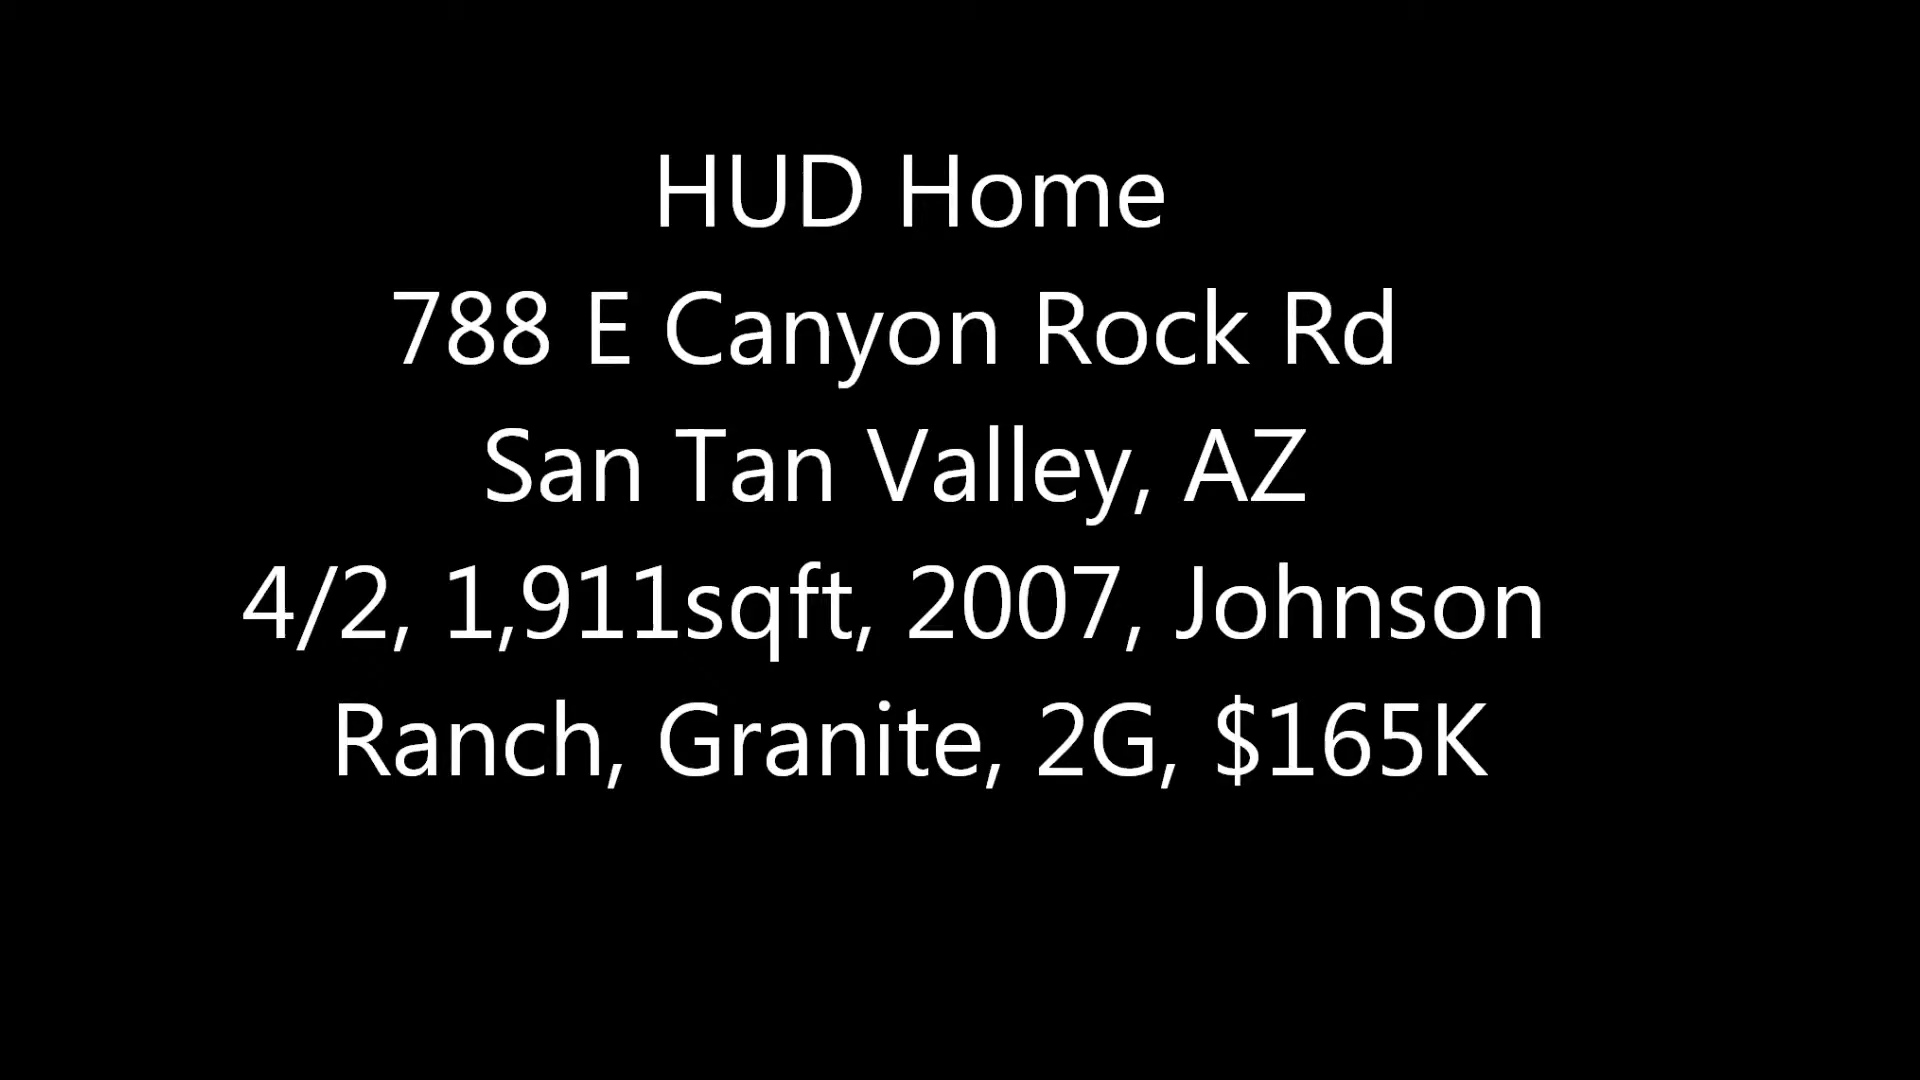 HUD Home
788 E Canyon Rock Rd
San Tan Valley, AZ
4/2, 1,911sqft, 2007, Johnson
Ranch, Granite, 2G, $165K